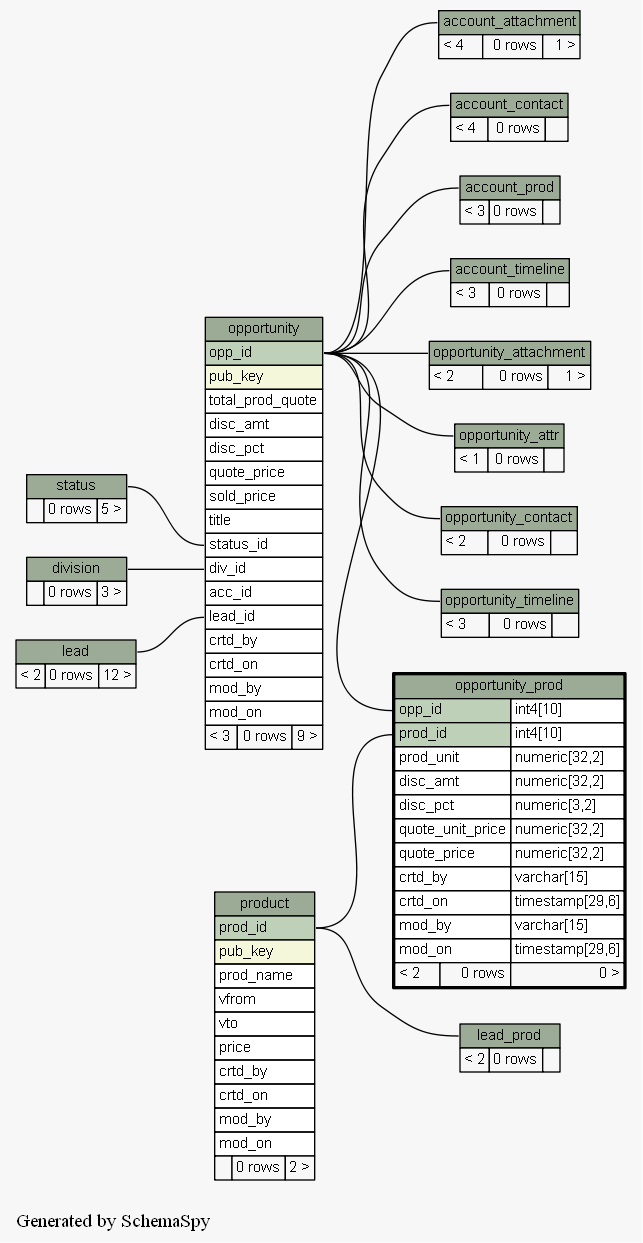 account_attachment
< 4 0 rows 1 >
account_contact
< 4 0 rows
account_prod
< 3 0 rows
account_timeline
< 3 0 rows
opportunity_attachment
< 2 0 rows 1 >
opportunity_attr
< 1 0 rows
opportunity_contact
< 2 0 rows
opportunity_timeline
< 3 0 rows
opportunity
opp_id
pub_key
total_prod_quote
disc_amt
disc_pct
quote_price
sold_price
title
status_id
div_id
acc_id
lead_id
crtd_by
crtd_on
mod_by
mod_on
< 3 0 rows 9 >
status
0 rows 5 >
division
0 rows 3 >
lead
< 2 0 rows 12 >
opportunity_prod
opp_id int4[10]
prod_id int4[10]
prod_unit numeric[32,2]
disc_amt numeric[32,2]
disc_pct numeric[3,2]
quote_unit_price numeric[32,2]
quote_price numeric[32,2]
crtd_by varchar[15]
crtd_on timestamp[29,6]
mod_by varchar[15]
mod_on timestamp[29,6]
< 2 0 rows 0 >
product
prod_id
pub_key
prod_name
vfrom
vto
price
crtd_by
crtd_on
mod_by
mod_on
0 rows 2 >
lead_prod
< 2 0 rows
Generated by SchemaSpy